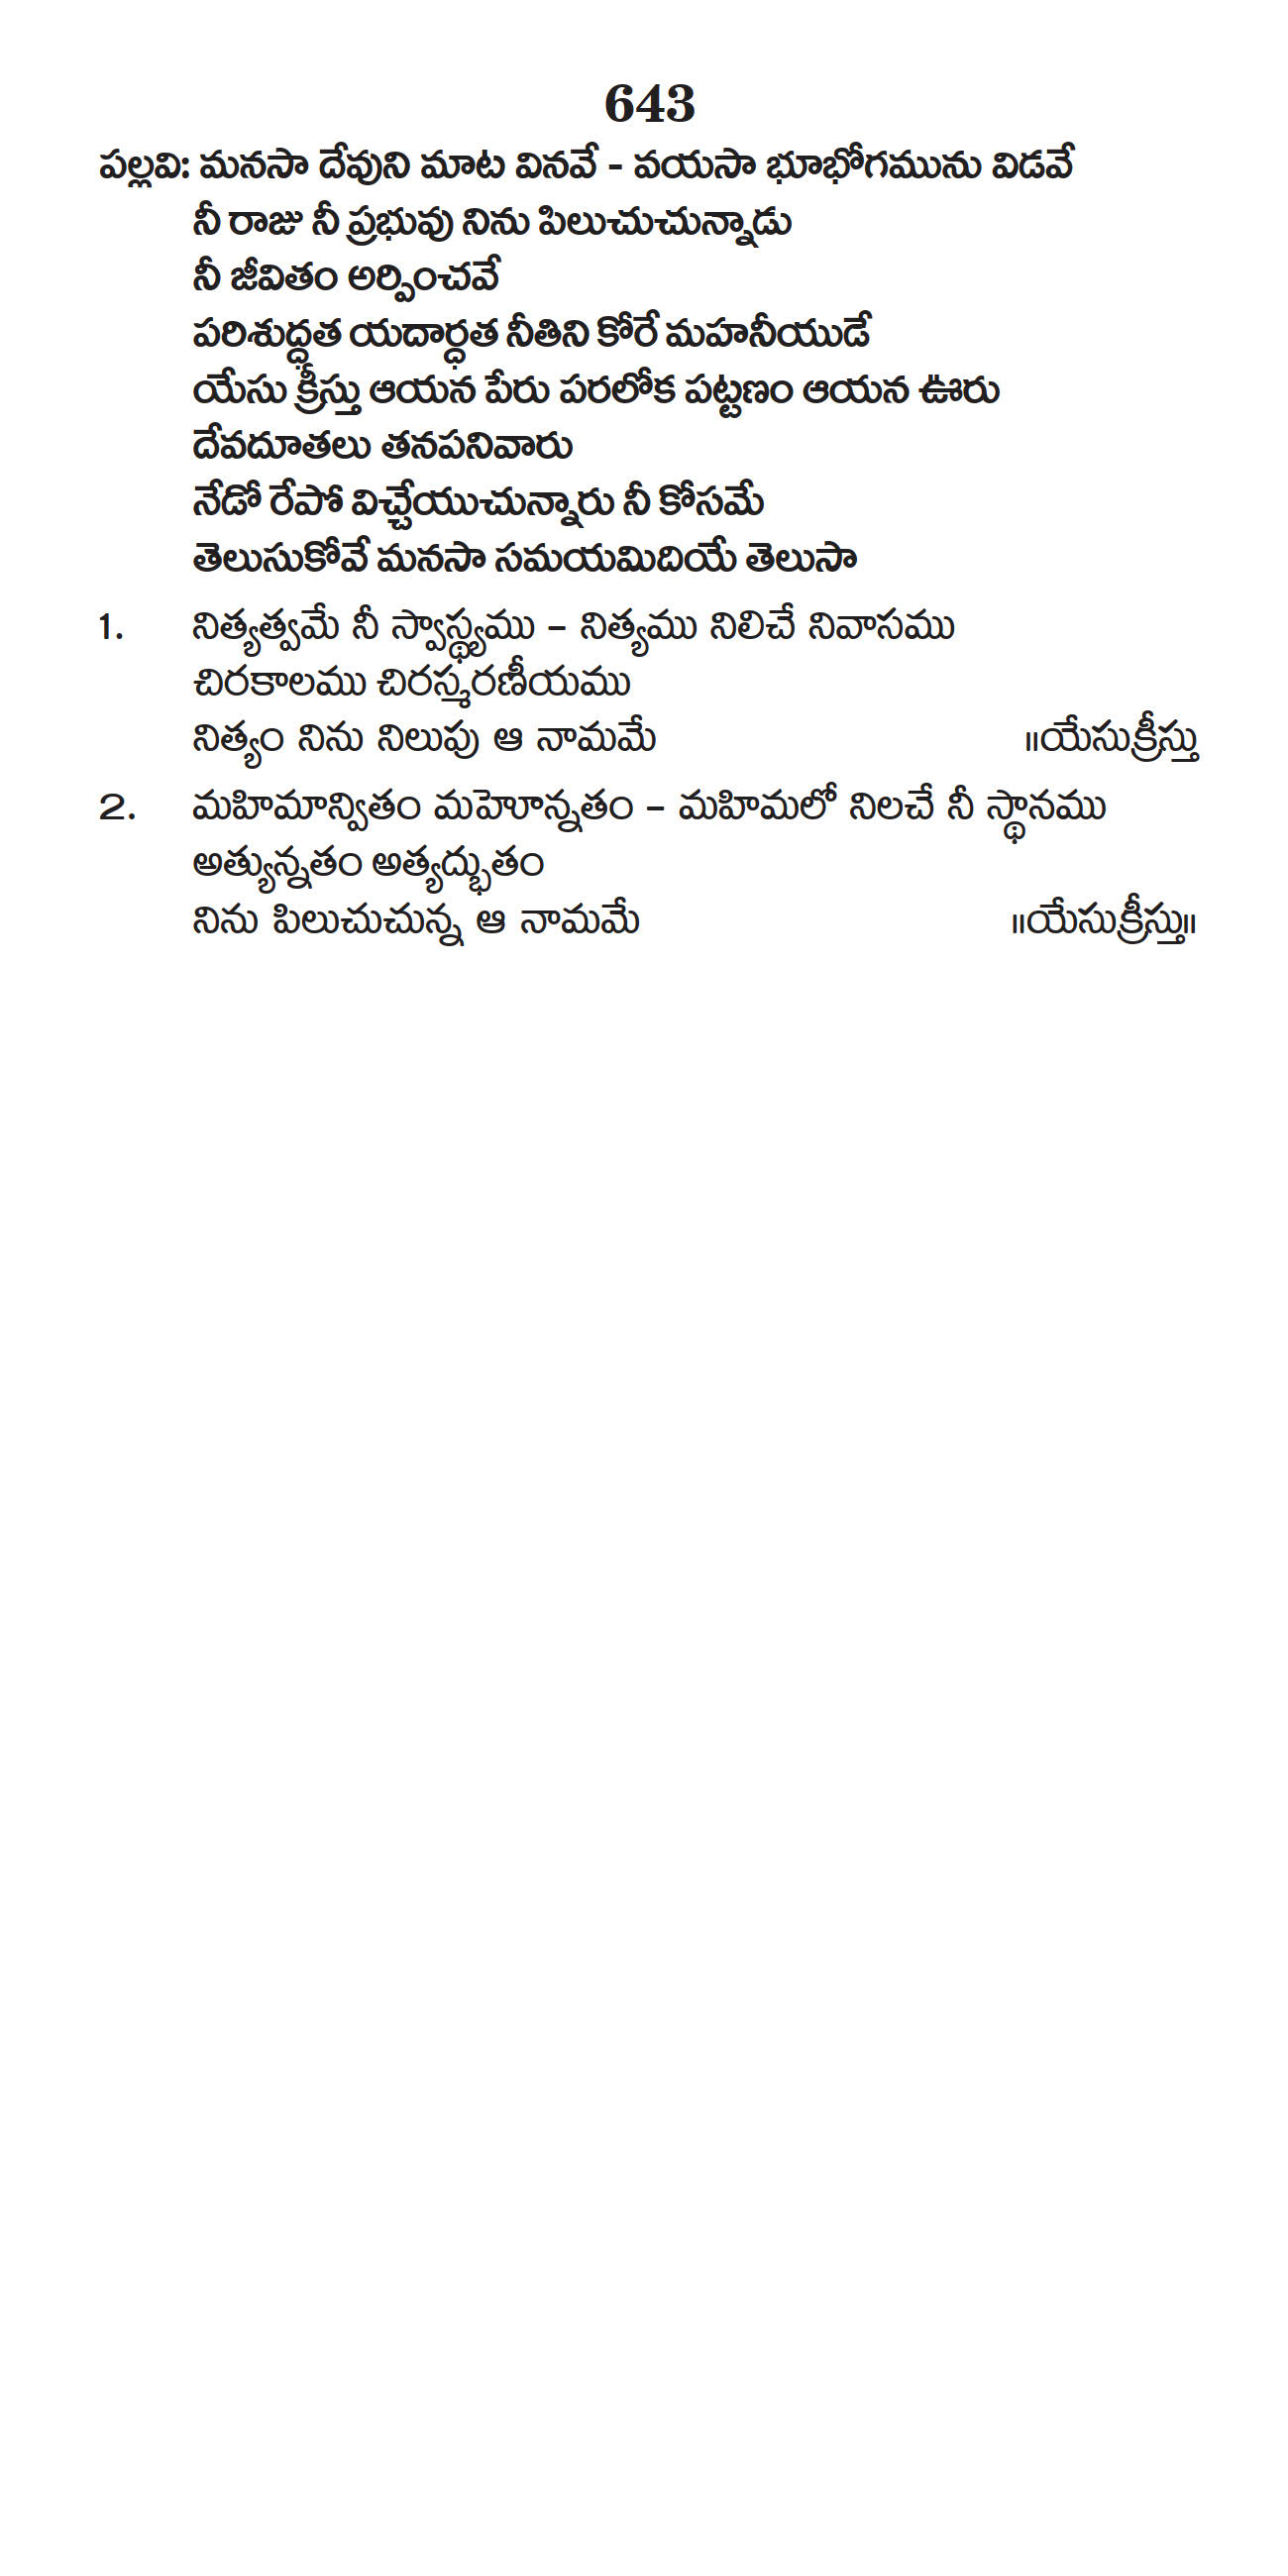 643
పల్లవి: మనసా దేవుని మాట వినవే - వయసా భూభోగమును విడవే
నీ రాజు నీ ప్రభువు నిను పిలుచుచున్నాడు
నీ జీవితం అర్పించవే
పరిశుద్ధత యదార్ధత నీతిని కోరే మహనీయుడే
యేసు క్రీస్తు ఆయన పేరు పరలోక పట్టణం ఆయన ఊరు
దేవదూతలు తనపనివారు
నేడో రేపో విచ్చేయుచున్నారు నీ కోసమే
తెలుసుకోవే మనసా సమయమిదియే తెలుసా
1. నిత్యత్వమే నీ స్వాస్థ్యము – నిత్యము నిలిచే నివాసము
చిరకాలము చిరస్మరణీయము
నిత్యం నిను నిలుపు ఆ నామమే ॥యేసుక్రీస్తు
2. మహిమాన్వితం మహెూన్నతం – మహిమలో నిలచే నీ స్థానము
అత్యున్నతం అత్యద్భుతం
నిను పిలుచుచున్న ఆ నామమే ॥యేసుక్రీస్తు॥